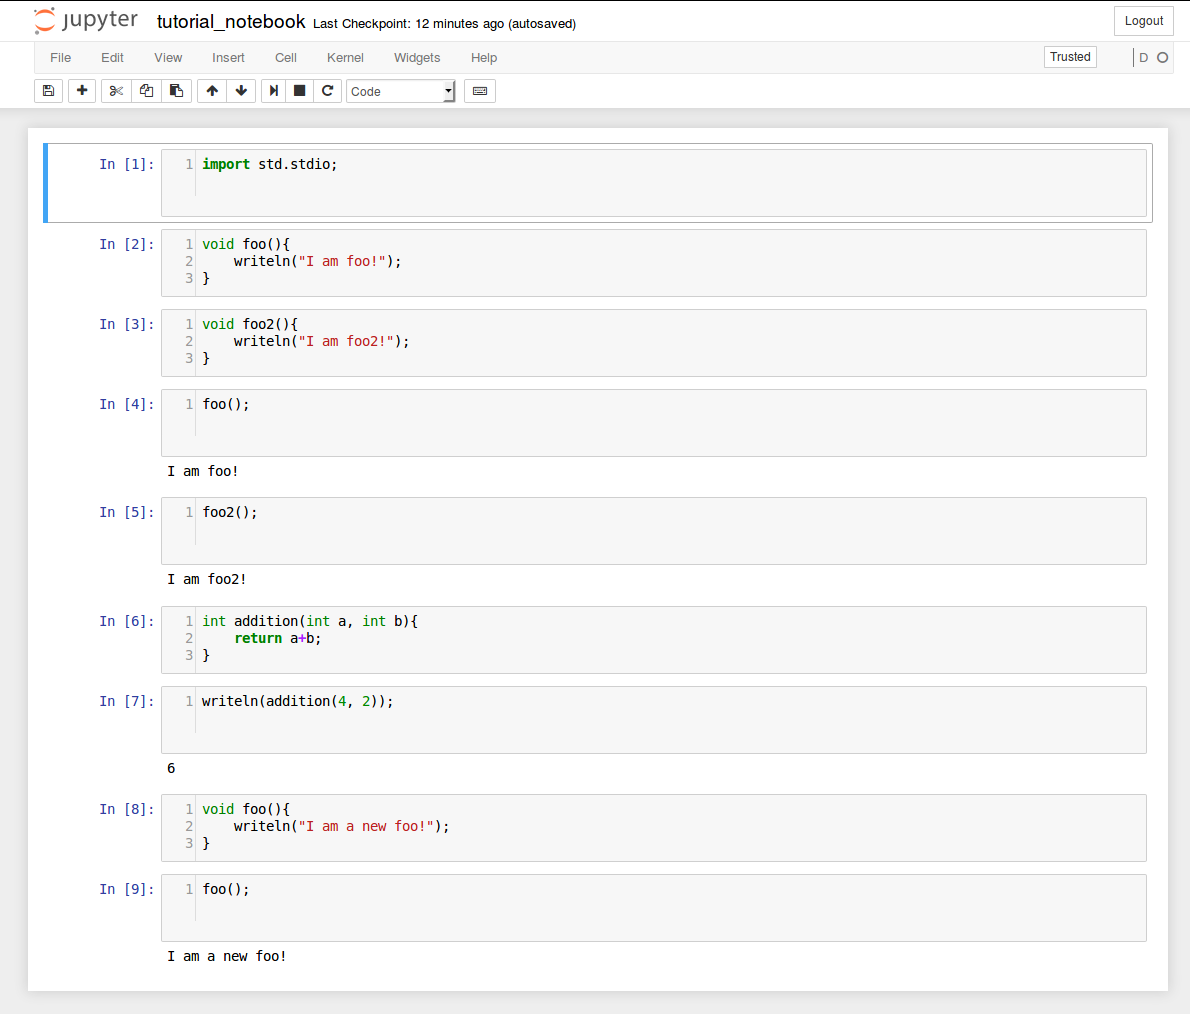 jupyter tutorial_notebook Last Checkpoint: 12 minutes ago (autosaved) Logout
File Edit View Insert Cell Kernel Widgets Help Trusted D
Code
In [1]: 1 import std.stdio;
In [2]: 1 void foo(){
2     writeln("I am foo!");
3 }
In [3]: 1 void foo2(){
2     writeln("I am foo2!");
3 }
In [4]: 1 foo();
I am foo!
In [5]: 1 foo2();
I am foo2!
In [6]: 1 int addition(int a, int b){
2     return a+b;
3 }
In [7]: 1 writeln(addition(4, 2));
6
In [8]: 1 void foo(){
2     writeln("I am a new foo!");
3 }
In [9]: 1 foo();
I am a new foo!